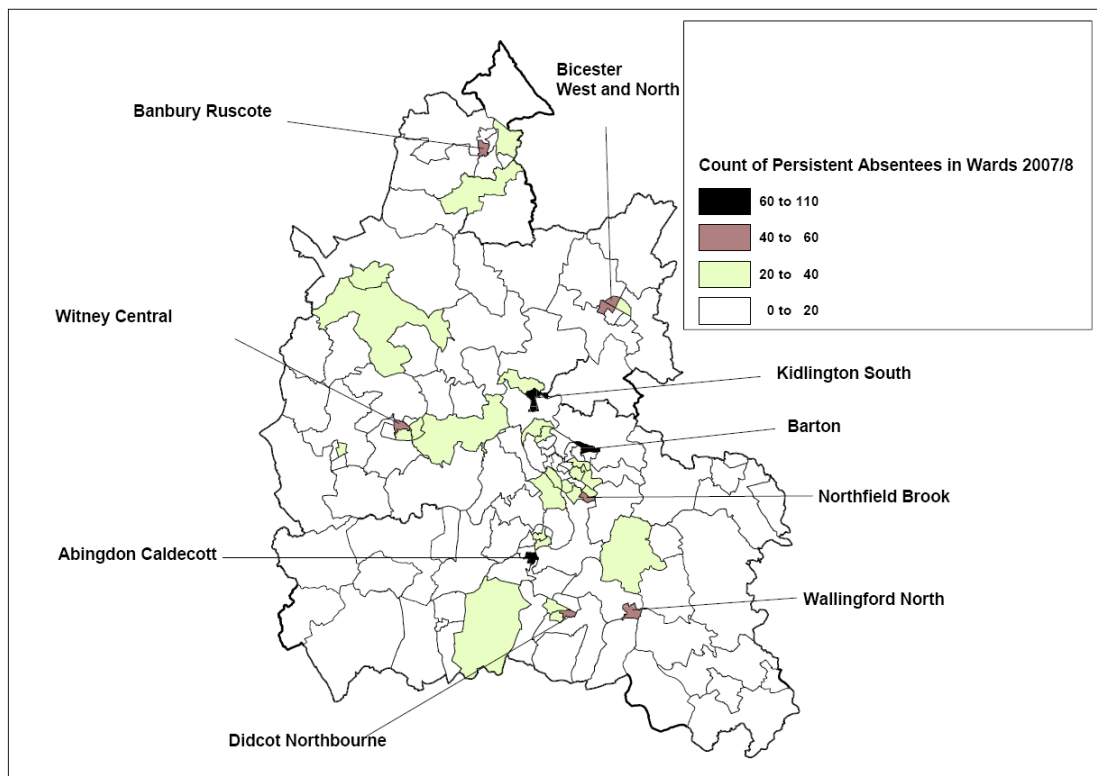 Bicester
West and North
Banbury Ruscote
Count of Persistent Absentees in Wards 2007/8
60 to 110
40 to 60
20 to 40
0 to 20
Witney Central
Kidlington South
Barton
Northfield Brook
Abingdon Caldecott
Wallingford North
Didcot Northbourne